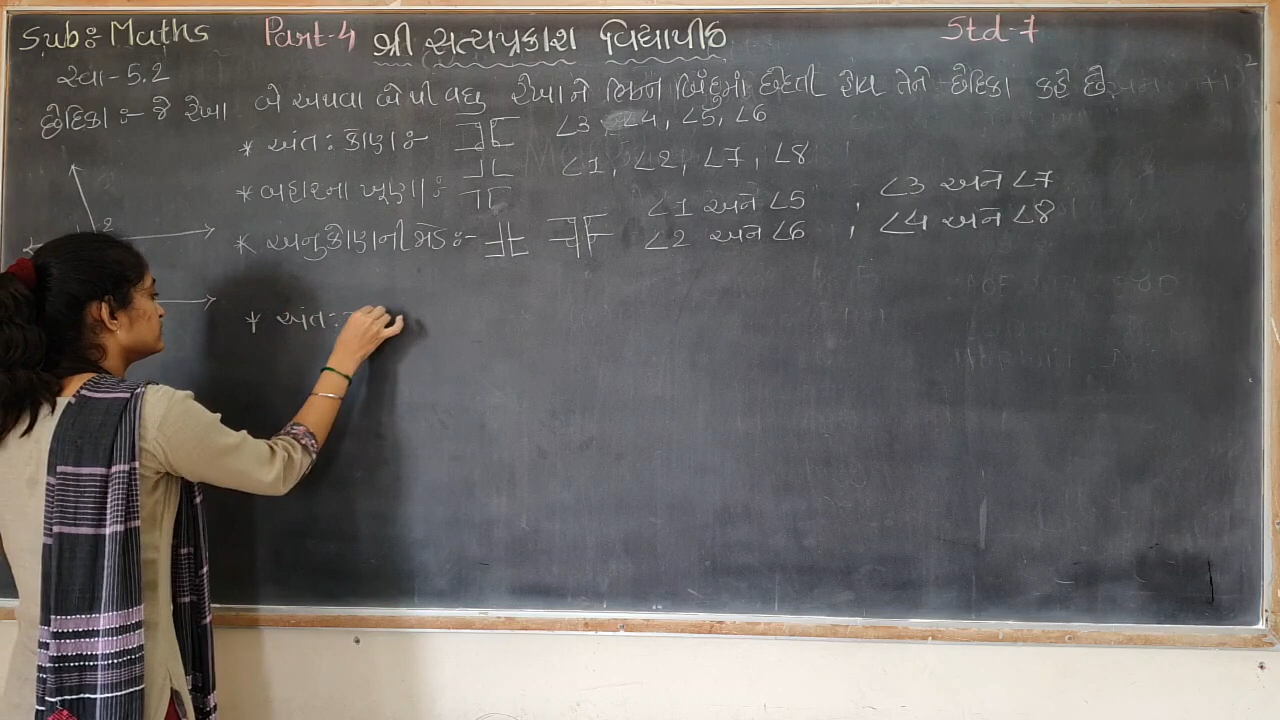 Sub:- Maths Part-4 શ્રી સત્યપ્રકાશ વિદ્યાપીઠ Std-7
સ્વા-5.2
છેદિકા :- જે રેખા બે અથવા બેથી વધુ રેખાને ભિન્ન બિંદુમાં છેદતી હોય તેને છેદિકા કહે છે.
* અંત:કોણ :- ∠3, ∠4, ∠5, ∠6
* બહારના ખૂણા :- ∠1, ∠2, ∠7, ∠8
* અનુકોણની જોડ :- ∠1 અને ∠5 , ∠3 અને ∠7
∠2 અને ∠6 , ∠4 અને ∠8
2
* અંત: